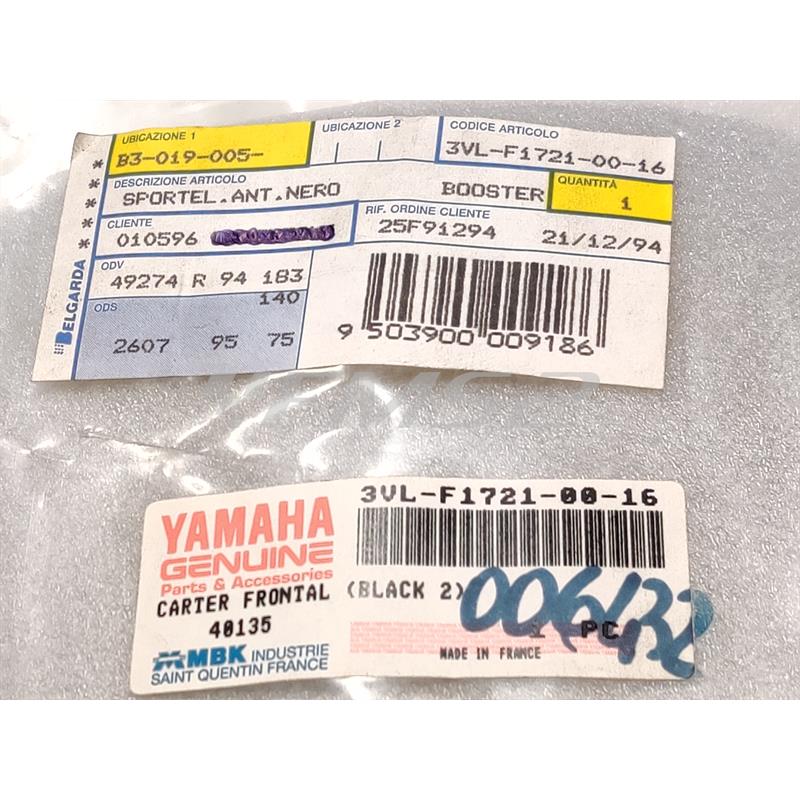 UBICAZIONE 1
UBICAZIONE 2
CODICE ARTICOLO
B3-019-005-
3VL-F1721-00-16
DESCRIZIONE ARTICOLO
SPORTEL.ANT.NERO BOOSTER
QUANTITÀ
1
CLIENTE
010596
RIF. ORDINE CLIENTE
25F91294 21/12/94
ODV
49274 R 94 183
140
ODS
2607 95 75
BELGARDA
9 503900 009186
YAMAHA
GENUINE
Parts & Accessories
3VL-F1721-00-16
CARTER FRONTAL (BLACK 2)
40135
006432
1 PC
MBK INDUSTRIE
SAINT QUENTIN FRANCE
MADE IN FRANCE